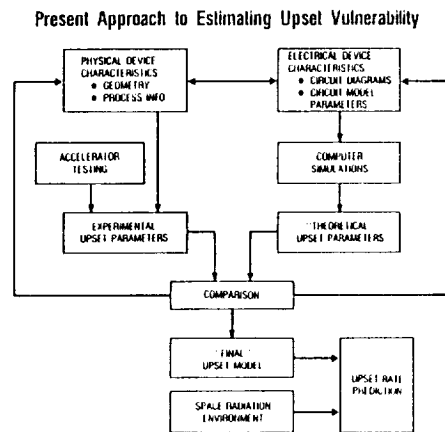 Present Approach to Estimating Upset Vulnerability
PHYSICAL DEVICE
CHARACTERISTICS
● GEOMETRY
● PROCESS INFO
ELECTRICAL DEVICE
CHARACTERISTICS
● CIRCUIT DIAGRAMS
● CIRCUIT MODEL
PARAMETERS
ACCELERATOR
TESTING
COMPUTER
SIMULATIONS
EXPERIMENTAL
UPSET PARAMETERS
"THEORETICAL"
UPSET PARAMETERS
COMPARISON
"FINAL"
UPSET MODEL
UPSET RATE
PREDICTION
SPACE RADIATION
ENVIRONMENT